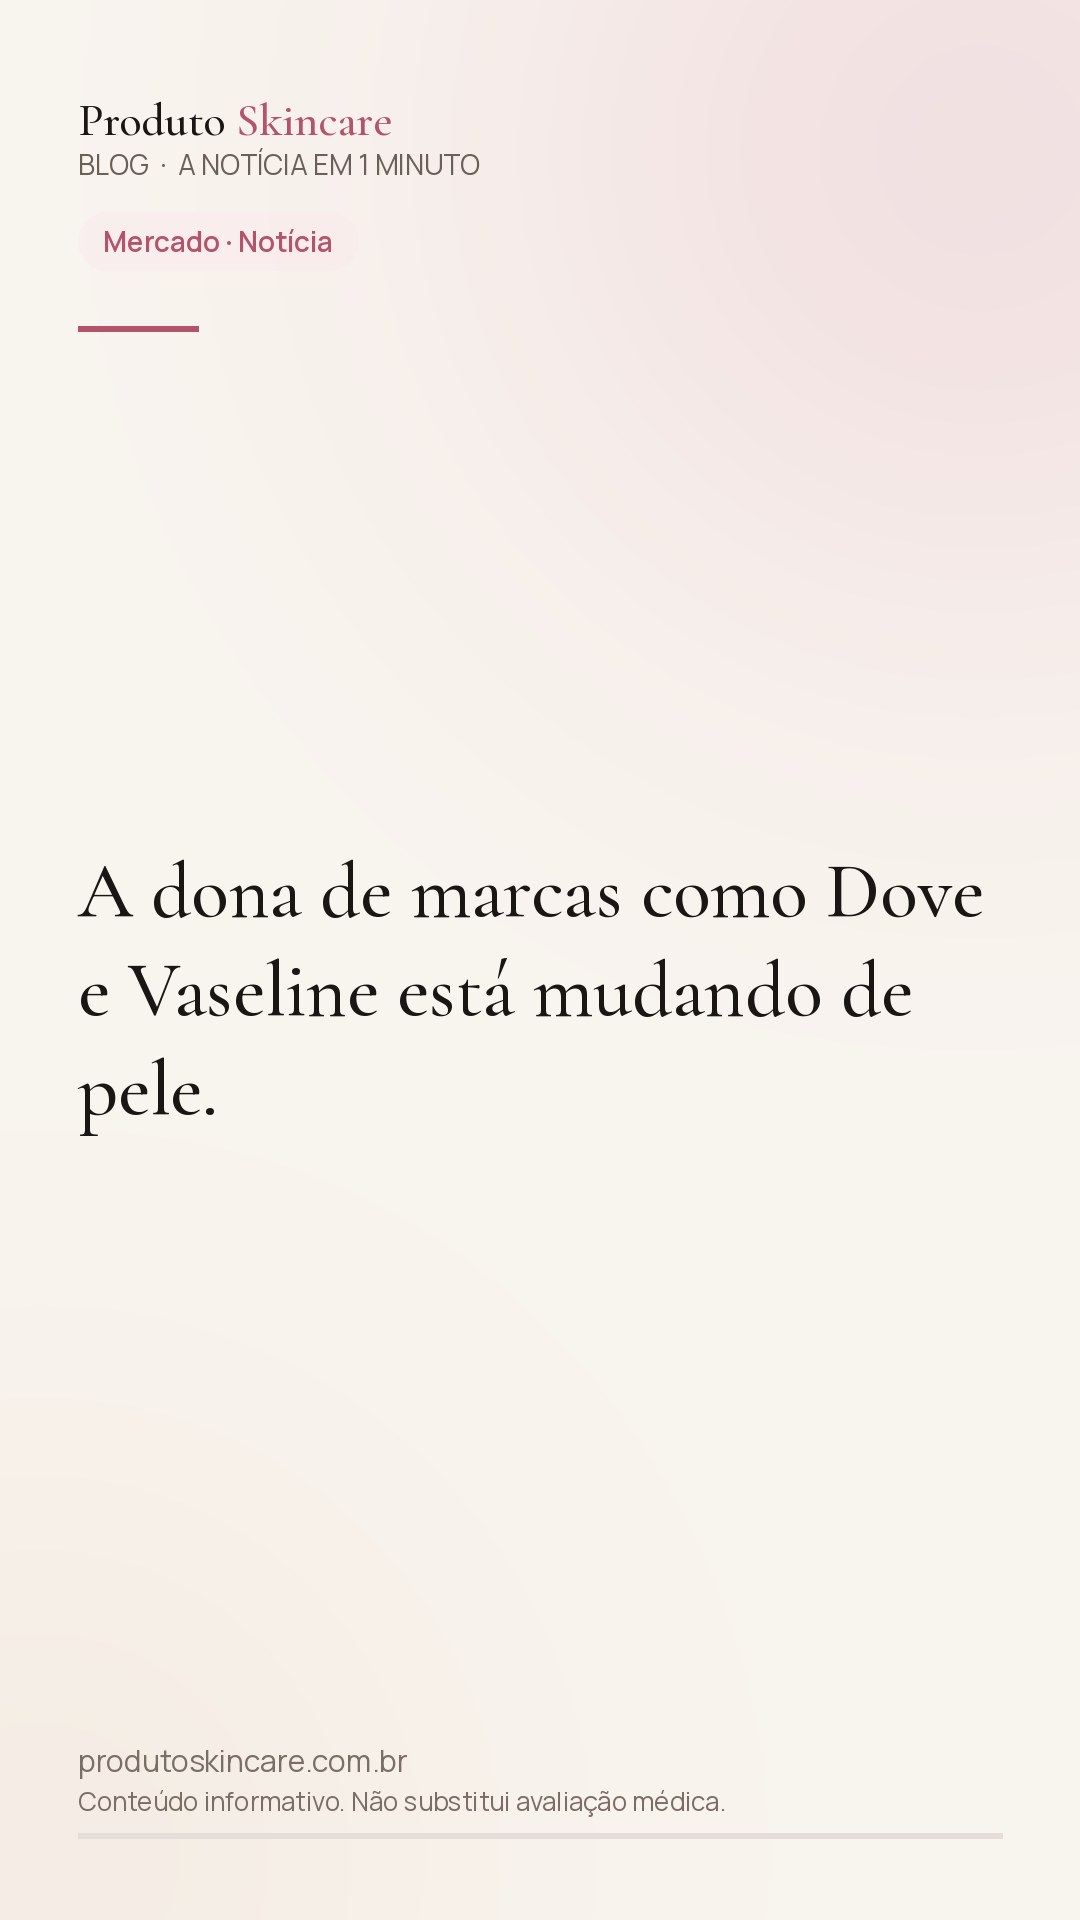 Produto Skincare
BLOG · A NOTÍCIA EM 1 MINUTO
Mercado · Notícia
A dona de marcas como Dove
e Vaseline está mudando de
pele.
produtoskincare.com.br
Conteúdo informativo. Não substitui avaliação médica.